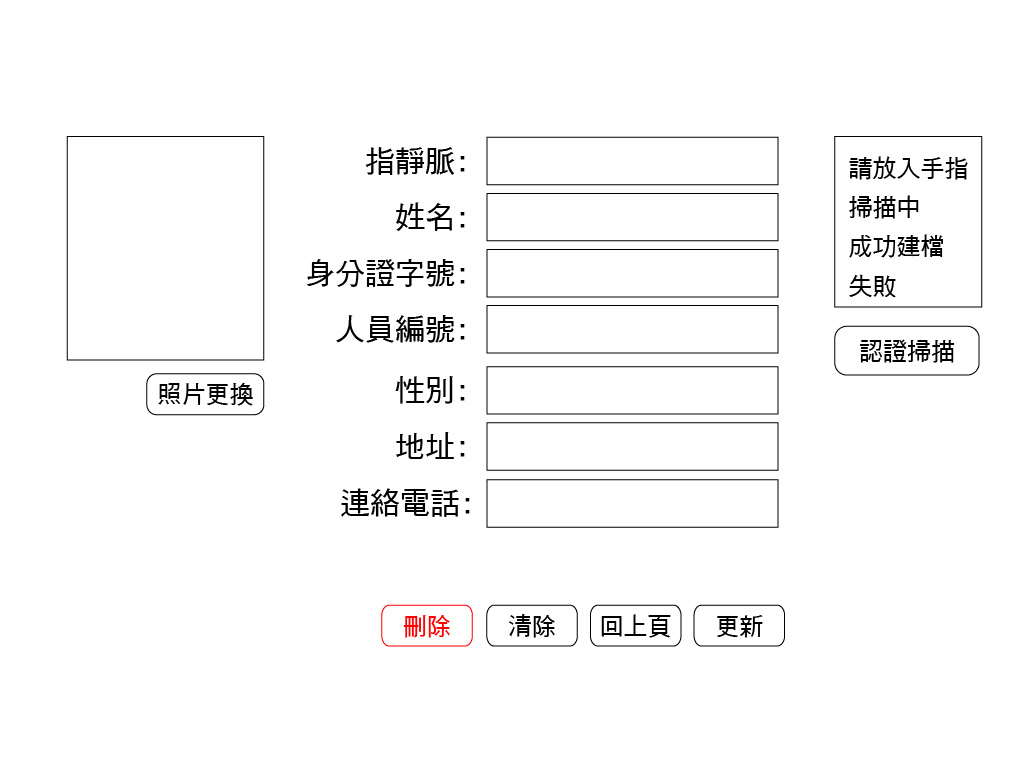 指靜脈:
姓名:
身分證字號:
人員編號:
性別:
地址:
連絡電話:
照片更換
請放入手指
掃描中
成功建檔
失敗
認證掃描
刪除
清除
回上頁
更新